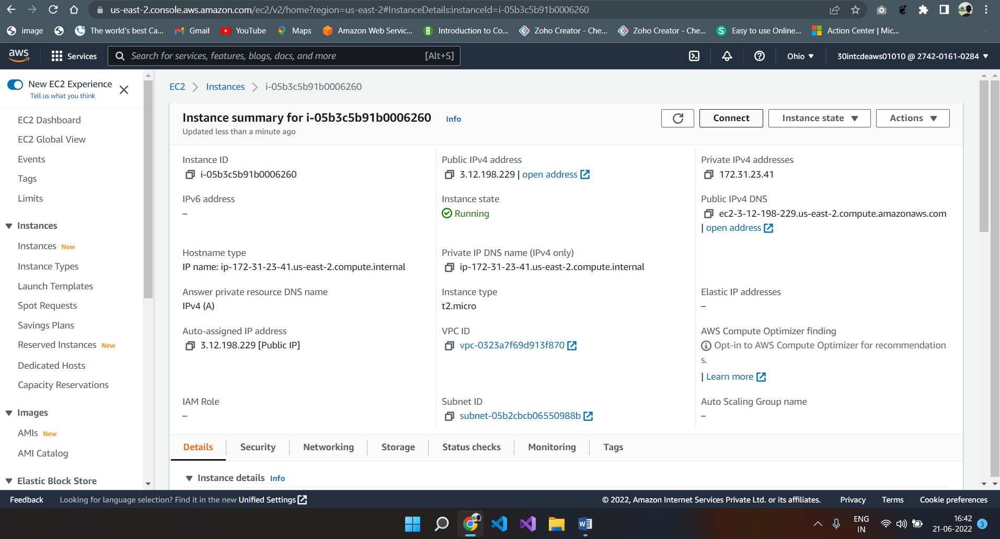 us-east-2.console.aws.amazon.com/ec2/v2/home?region=us-east-2#InstanceDetails:instanceId=i-05b3c5b91b0006260
image
The world's best Ca...
Gmail
YouTube
Maps
Amazon Web Servic...
B
Introduction to Co...
Zoho Creator - Che...
Zoho Creator - Che...
S
Easy to use Online...
Action Center | Mic...
aws
Services
Search for services, features, blogs, docs, and more
[Alt+S]
Ohio
30intcdeaws01010 @ 2742-0161-0284
New EC2 Experience
Tell us what you think
EC2 Dashboard
EC2 Global View
Events
Tags
Limits
Instances
Instances New
Instance Types
Launch Templates
Spot Requests
Savings Plans
Reserved Instances New
Dedicated Hosts
Capacity Reservations
Images
AMIs New
AMI Catalog
Elastic Block Store
EC2
Instances
i-05b3c5b91b0006260
Instance summary for i-05b3c5b91b0006260 Info
Updated less than a minute ago
Connect
Instance state
Actions
Instance ID
i-05b3c5b91b0006260
Public IPv4 address
3.12.198.229 | open address
Private IPv4 addresses
172.31.23.41
IPv6 address
–
Instance state
Running
Public IPv4 DNS
ec2-3-12-198-229.us-east-2.compute.amazonaws.com
| open address
Hostname type
IP name: ip-172-31-23-41.us-east-2.compute.internal
Private IP DNS name (IPv4 only)
ip-172-31-23-41.us-east-2.compute.internal
Answer private resource DNS name
IPv4 (A)
Instance type
t2.micro
Elastic IP addresses
–
Auto-assigned IP address
3.12.198.229 [Public IP]
VPC ID
vpc-0323a7f69d913f870
AWS Compute Optimizer finding
Opt-in to AWS Compute Optimizer for recommendation
s.
| Learn more
IAM Role
–
Subnet ID
subnet-05b2cbcb06550988b
Auto Scaling Group name
–
Details
Security
Networking
Storage
Status checks
Monitoring
Tags
Instance details Info
Feedback
Looking for language selection? Find it in the new Unified Settings
© 2022, Amazon Internet Services Private Ltd. or its affiliates.
Privacy
Terms
Cookie preferences
W
ENG
IN
16:42
21-06-2022
3